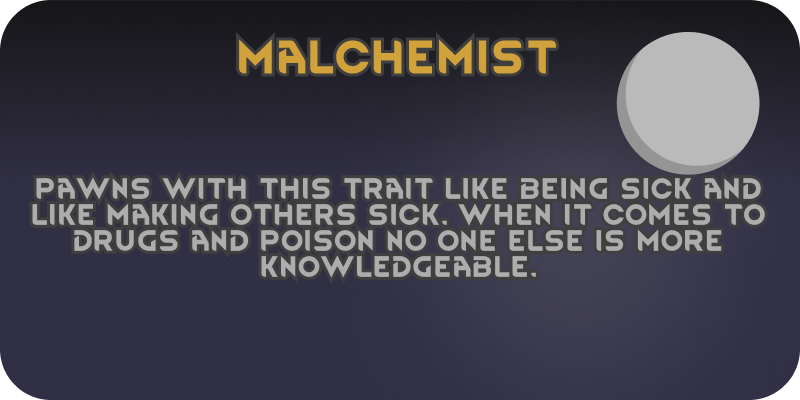 MALCHEMIST
PAWNS WITH THIS TRAIT LIKE BEING SICK AND
LIKE MAKING OTHERS SICK. WHEN IT COMES TO
DRUGS AND POISON NO ONE ELSE IS MORE
KNOWLEDGEABLE.